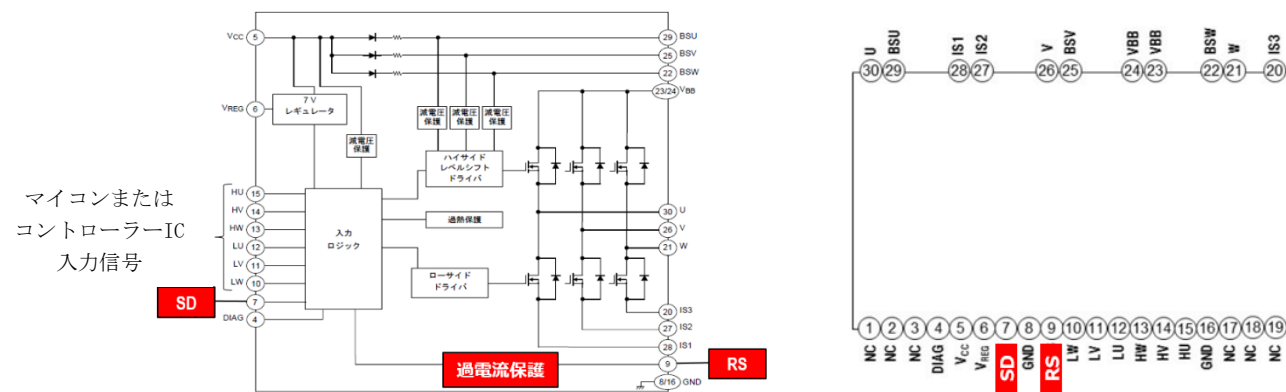 VCC 5
29 BSU
25 BSV
22 BSW
23/24 VBB
VREG 6
7 V
レギュレータ
減電圧
保護
減電圧
保護
減電圧
保護
減電圧
保護
ハイサイド
レベルシフト
ドライバ
マイコンまたは
コントローラーIC
入力信号
HU 15
HV 14
HW 13
LU 12
LV 11
LW 10
SD 7
DIAG 4
入力
ロジック
過熱保護
ローサイド
ドライバ
30 U
26 V
21 W
20 IS3
27 IS2
28 IS1
過電流保護
9 RS
8/16 GND
U BSU IS1 IS2 V BSV VBB VBB BSW W IS3
30 29 28 27 26 25 24 23 22 21 20
1 2 3 4 5 6 7 8 9 10 11 12 13 14 15 16 17 18 19
NC NC NC DIAG VCC VREG SD GND RS LW LV LU HW HV HU GND NC NC NC